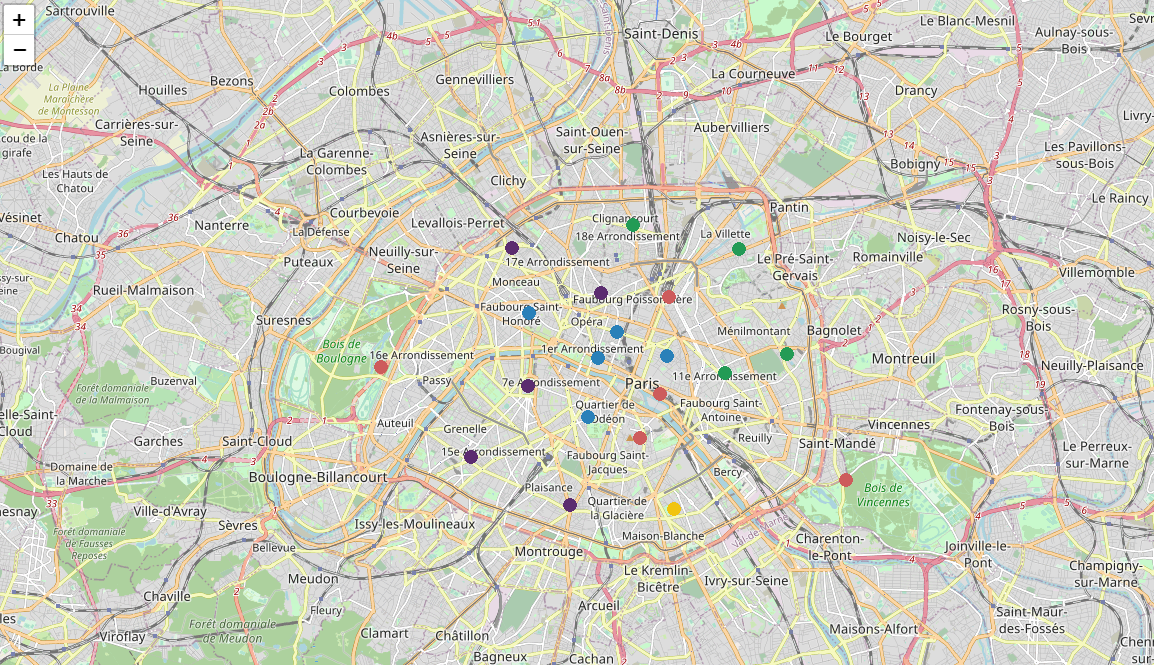 +
−
Sartrouville
La Borde
La Plaine
Maraîchère
de Montesson
Houilles
Bezons
Carrières-sur-
Seine
Les Hauts de
Chatou
Vésinet
Chatou
Rueil-Malmaison
Bougival
Nanterre
La Garenne-
Colombes
Colombes
Gennevilliers
Asnières-sur-
Seine
Courbevoie
La Défense
Puteaux
Suresnes
Neuilly-sur-
Seine
Levallois-Perret
Clichy
Saint-Ouen-
sur-Seine
Saint-Denis
La Courneuve
Aubervilliers
Le Bourget
Le Blanc-Mesnil
Aulnay-sous-
Bois
Drancy
Bobigny
Les Pavillons-
sous-Bois
Le Raincy
Pantin
Noisy-le-Sec
Romainville
Le Pré-Saint-
Gervais
Villemomble
Rosny-sous-
Bois
Neuilly-Plaisance
Bagnolet
Montreuil
Fontenay-sous-
Bois
Vincennes
Saint-Mandé
Le Perreux-
sur-Marne
Bois de
Vincennes
Clignancourt
18e Arrondissement
La Villette
17e Arrondissement
Monceau
Faubourg Poissonnière
Faubourg Saint-
Honoré
Opéra
Ménilmontant
1er Arrondissement
Bois de
Boulogne
16e Arrondissement
Passy
7e Arrondissement
Paris
11e Arrondissement
Quartier de
l'Odéon
Faubourg Saint-
Antoine
Auteuil
Grenelle
15e Arrondissement
Faubourg Saint-
Jacques
Reuilly
Bercy
Plaisance
Quartier de
la Glacière
Maison-Blanche
Val-de-Marne
Forêt domaniale
de la Malmaison
Buzenval
Garches
Saint-Cloud
Domaine de
la Marche
Boulogne-Billancourt
Ville-d'Avray
Sèvres
Forêt domaniale
de Fausses
Reposes
Bellevue
Issy-les-Moulineaux
Montrouge
Meudon
Chaville
Fleury
Forêt domaniale
de Meudon
Viroflay
Clamart
Châtillon
Bagneux
Cachan
Arcueil
Le Kremlin-
Bicêtre
Ivry-sur-Seine
Charenton-
le-Pont
Joinville-le-
Pont
Champigny-
sur-Marne
Maisons-Alfort
Saint-Maur-
des-Fossés